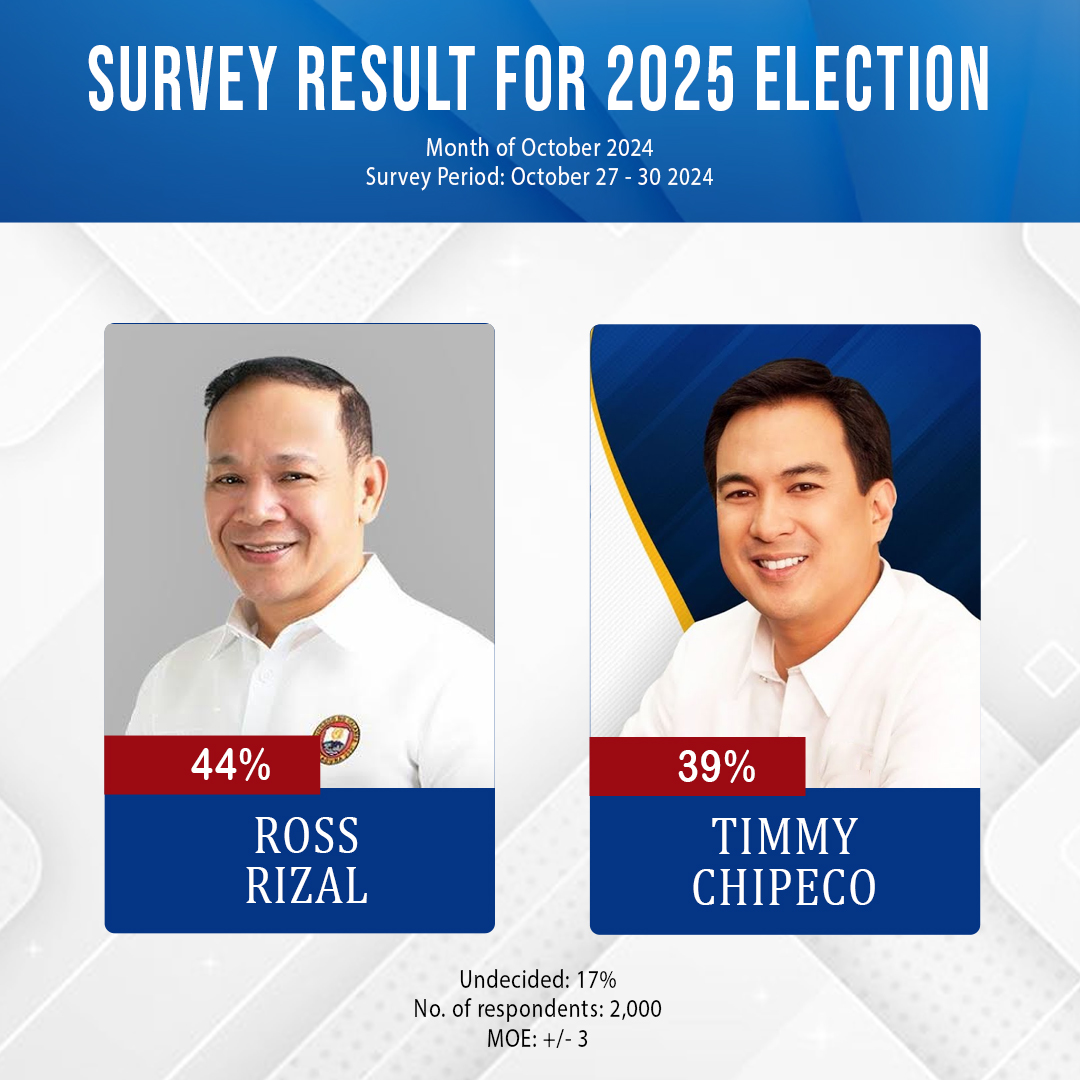 SURVEY RESULT FOR 2025 ELECTION
Month of October 2024
Survey Period: October 27 - 30 2024
44%
39%
ROSS
RIZAL
TIMMY
CHIPECO
Undecided: 17%
No. of respondents: 2,000
MOE: +/- 3